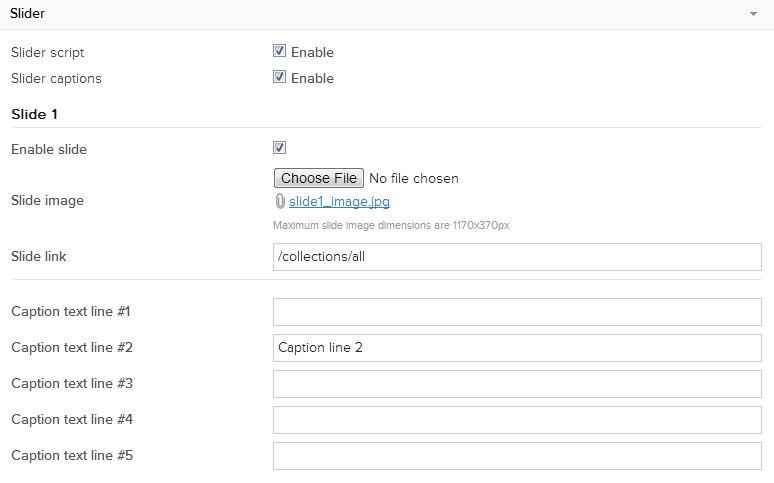 Slider
Slider script Enable
Slider captions Enable
Slide 1
Enable slide
Choose File No file chosen
Slide image slide1_image.jpg
Maximum slide image dimensions are 1170x370px
Slide link /collections/all
Caption text line #1
Caption text line #2 Caption line 2
Caption text line #3
Caption text line #4
Caption text line #5